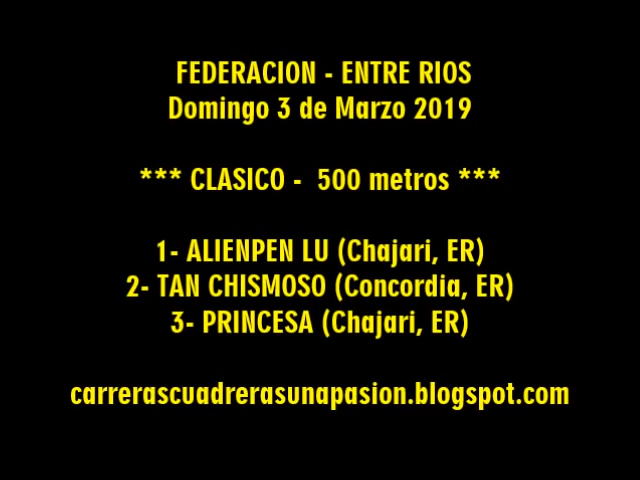 FEDERACION - ENTRE RIOS
Domingo 3 de Marzo 2019
*** CLASICO - 500 metros ***
1- ALIENPEN LU (Chajari, ER)
2- TAN CHISMOSO (Concordia, ER)
3- PRINCESA (Chajari, ER)
carrerascuadrerasunapasion.blogspot.com